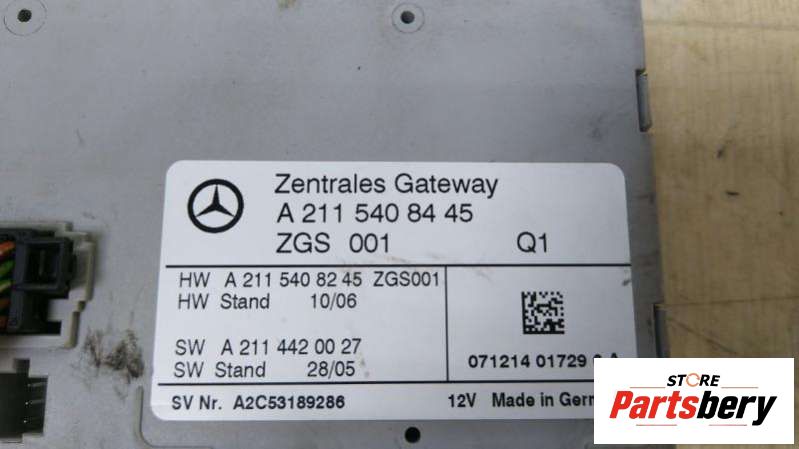 Zentrales Gateway
A 211 540 84 45
ZGS 001 Q1
HW A 211 540 82 45 ZGS001
HW Stand 10/06
SW A 211 442 00 27
SW Stand 28/05
071214 01729
SV Nr. A2C53189286
12V Made in
STORE
Partsbery